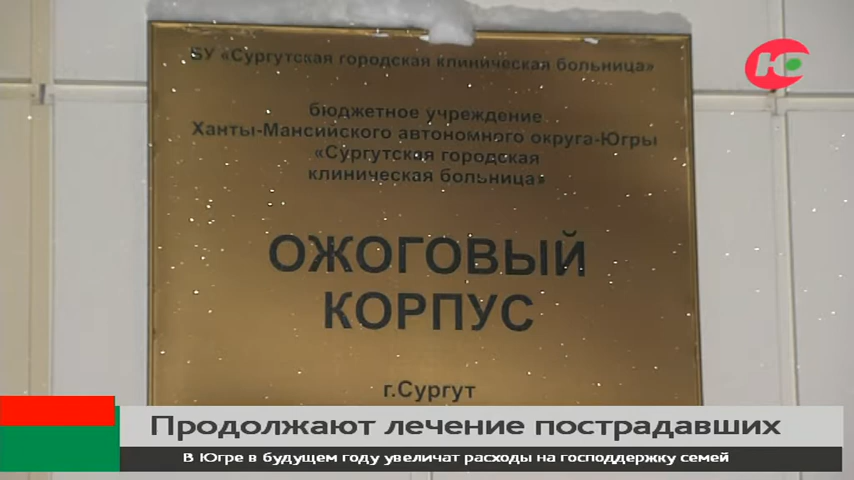 БУ «Сургутская городская клиническая больница»
бюджетное учреждение
Ханты-Мансийского автономного округа-Югры
«Сургутская городская
клиническая больница»
ОЖОГОВЫЙ
КОРПУС
г.Сургут
Продолжают лечение пострадавших
В Югре в будущем году увеличат расходы на господдержку семей